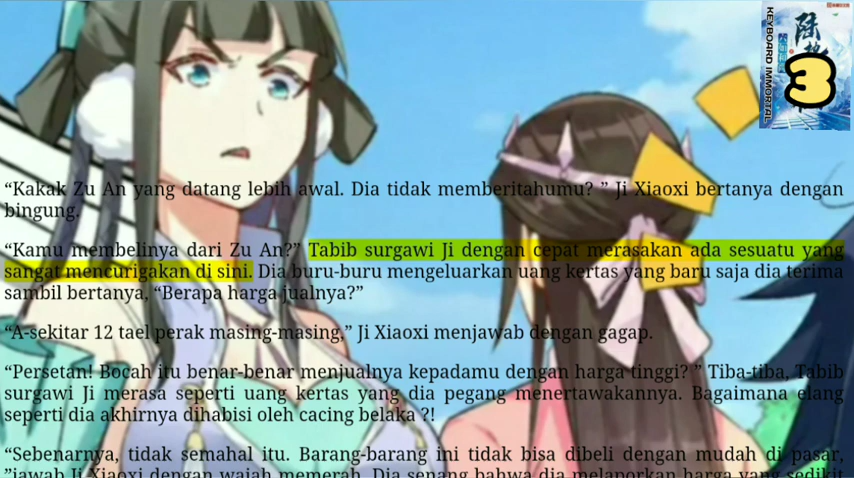 KEYBOARD IMMORTAL
3
“Kakak Zu An yang datang lebih awal. Dia tidak memberitahumu? ” Ji Xiaoxi bertanya dengan
bingung.
“Kamu membelinya dari Zu An?” Tabib surgawi Ji dengan cepat merasakan ada sesuatu yang
sangat mencurigakan di sini. Dia buru-buru mengeluarkan uang kertas yang baru saja dia terima
sambil bertanya, “Berapa harga jualnya?”
“A-sekitar 12 tael perak masing-masing,” Ji Xiaoxi menjawab dengan gagap.
“Persetan! Bocah itu benar-benar menjualnya kepadamu dengan harga tinggi? ” Tiba-tiba, Tabib
surgawi Ji merasa seperti uang kertas yang dia pegang menertawakannya. Bagaimana elang
seperti dia akhirnya dihabisi oleh cacing belaka ?!
“Sebenarnya, tidak semahal itu. Barang-barang ini tidak bisa dibeli dengan mudah di pasar,
”jawab Ji Xiaoxi dengan wajah memerah. Dia senang bahwa dia melaporkan harga yang sedikit